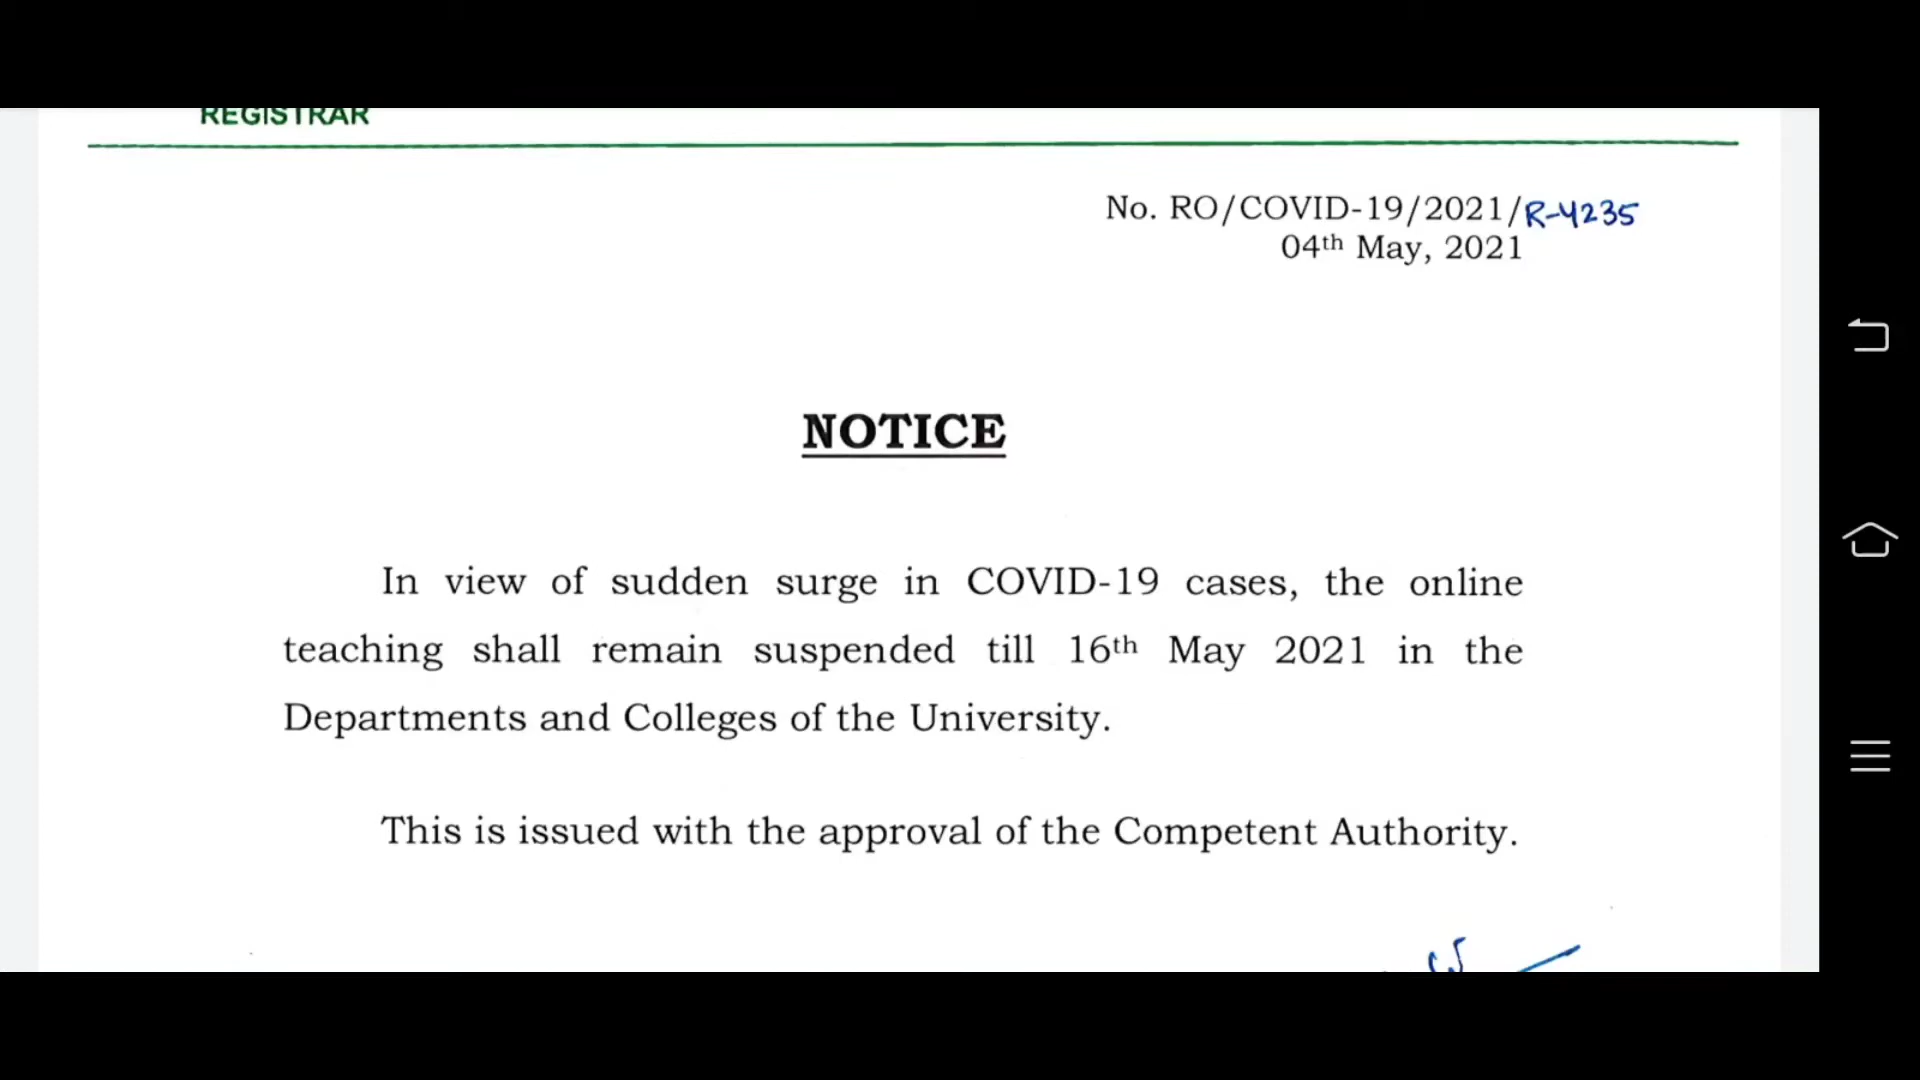 REGISTRAR
No. RO/COVID-19/2021/R-4235
04th May, 2021
NOTICE
In view of sudden surge in COVID-19 cases, the online
teaching shall remain suspended till 16th May 2021 in the
Departments and Colleges of the University.
This is issued with the approval of the Competent Authority.